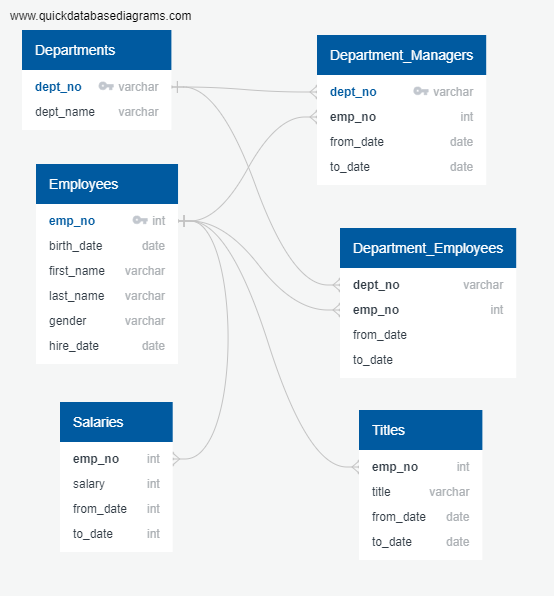 www.quickdatabasediagrams.com
Departments
dept_no varchar
dept_name varchar
Department_Managers
dept_no varchar
emp_no int
from_date date
to_date date
Employees
emp_no int
birth_date date
first_name varchar
last_name varchar
gender varchar
hire_date date
Department_Employees
dept_no varchar
emp_no int
from_date
to_date
Salaries
emp_no int
salary int
from_date int
to_date int
Titles
emp_no int
title varchar
from_date date
to_date date